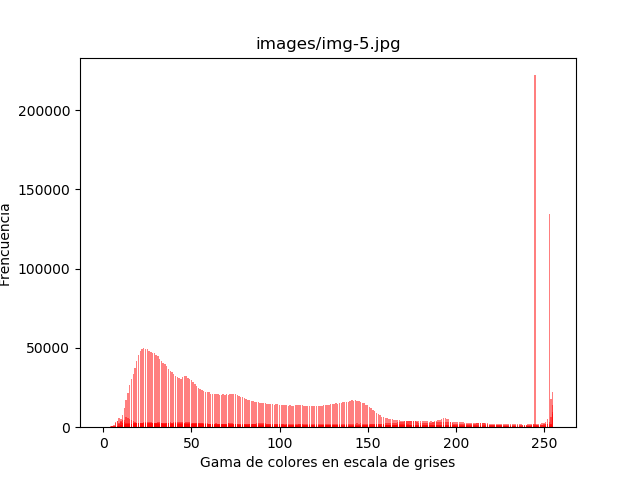 images/img-5.jpg
200000
150000
100000
50000
0
Frencuencia
0 50 100 150 200 250
Gama de colores en escala de grises